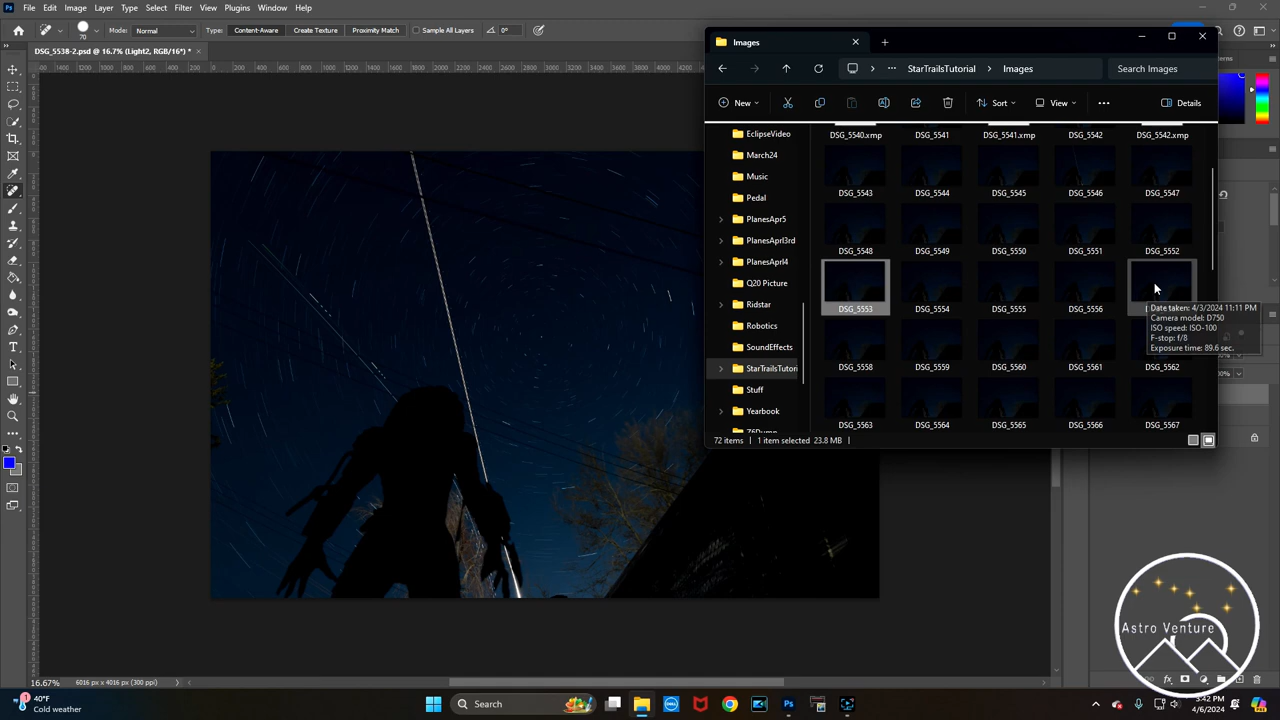 File Edit Image Layer Type Select Filter View Plugins Window Help
70 Mode: Normal Type: Content-Aware Create Texture Proximity Match Sample All Layers 0°
DSG_5538-2.psd @ 16.7% (Light2, RGB/16*) *
Images
StarTrailsTutorial Images Search Images
New Sort View Details
EclipseVideo
March24
Music
Pedal
PlanesApr5
PlanesAprl3rd
PlanesAprl4
Q20 Picture
Ridstar
Robotics
SoundEffects
StarTrailsTutori
Stuff
Yearbook
DSG_5540.xmp DSG_5541 DSG_5541.xmp DSG_5542 DSG_5542.xmp
DSG_5543 DSG_5544 DSG_5545 DSG_5546 DSG_5547
DSG_5548 DSG_5549 DSG_5550 DSG_5551 DSG_5552
DSG_5553 DSG_5554 DSG_5555 DSG_5556
Date taken: 4/3/2024 11:11 PM
Camera model: D750
ISO speed: ISO-100
F-stop: f/8
Exposure time: 89.6 sec.
DSG_5558 DSG_5559 DSG_5560 DSG_5561 DSG_5562
DSG_5563 DSG_5564 DSG_5565 DSG_5566 DSG_5567
72 items 1 item selected 23.8 MB
Astro Venture
16.67% 6016 px x 4016 px (300 ppi)
1
40°F
Cold weather
Search
3:42 PM
4/6/2024